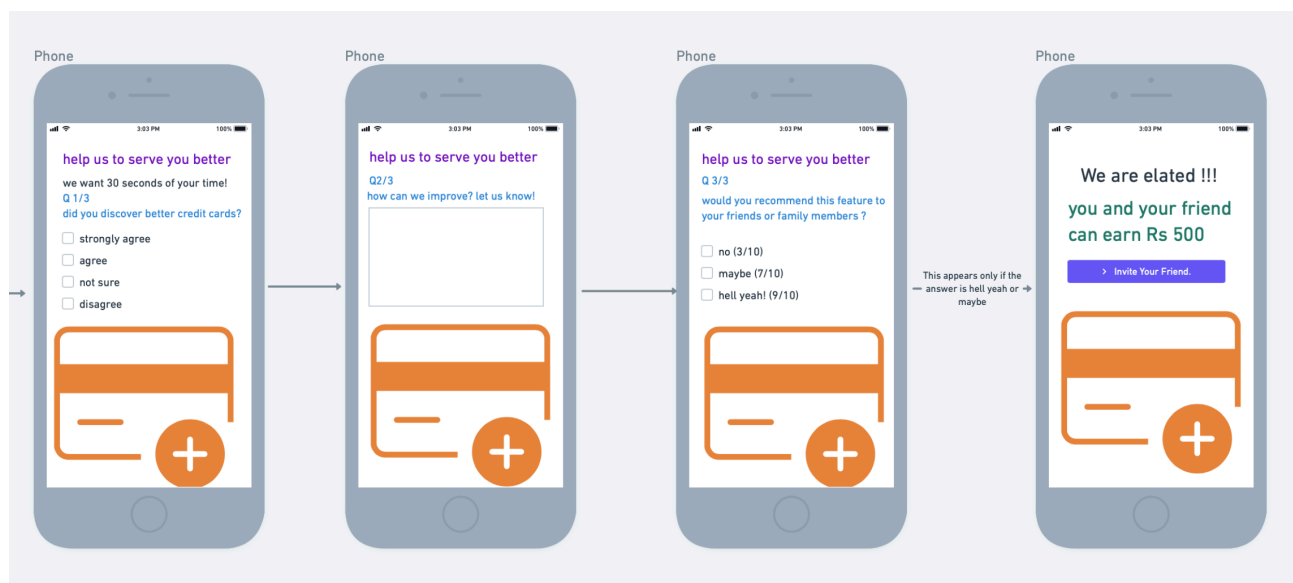 Phone
3:03 PM
100%
help us to serve you better
we want 30 seconds of your time!
Q 1/3
did you discover better credit cards?
strongly agree
agree
not sure
disagree
Phone
3:03 PM
100%
help us to serve you better
Q2/3
how can we improve? let us know!
Phone
3:03 PM
100%
help us to serve you better
Q 3/3
would you recommend this feature to
your friends or family members ?
no (3/10)
maybe (7/10)
hell yeah! (9/10)
This appears only if the
answer is hell yeah or
maybe
Phone
3:03 PM
100%
We are elated !!!
you and your friend
can earn Rs 500
> Invite Your Friend.